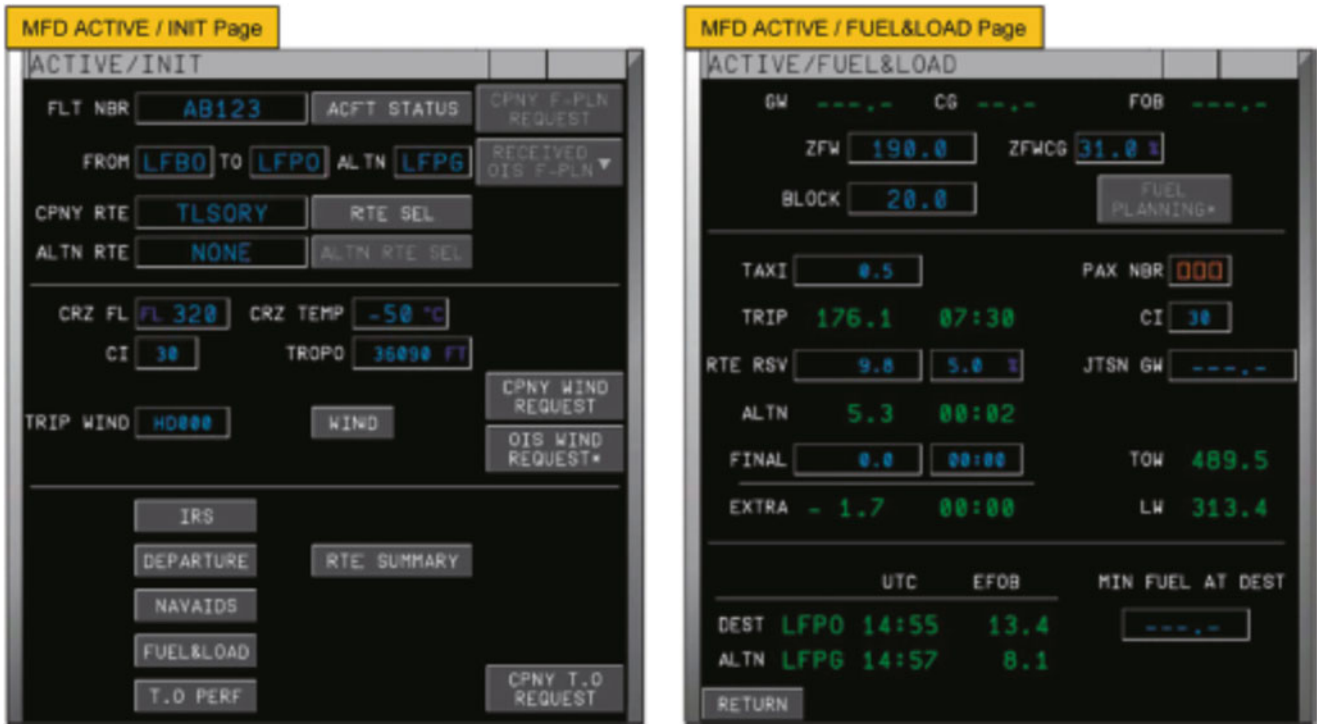 MFD ACTIVE / INIT Page
ACTIVE/INIT
FLT NBR AB123 ACFT STATUS CPNY F-PLN REQUEST
FROM LFBO TO LFPO ALTN LFPG RECEIVED OIS F-PLN
CPNY RTE TLSORY RTE SEL
ALTN RTE NONE ALTN RTE SEL
CRZ FL FL 320 CRZ TEMP -50 °C
CI 30 TROPO 36090 FT
CPNY WIND REQUEST
TRIP WIND HD000 WIND
OIS WIND REQUEST*
IRS
DEPARTURE RTE SUMMARY
NAVAIDS
FUEL&LOAD
T.O PERF CPNY T.O REQUEST
MFD ACTIVE / FUEL&LOAD Page
ACTIVE/FUEL&LOAD
GW ---.- CG --.- FOB ---.-
ZFW 190.0 ZFWCG 31.0 %
BLOCK 20.0 FUEL PLANNING*
TAXI 0.5 PAX NBR
TRIP 176.1 07:30 CI 30
RTE RSV 9.8 5.0 % JTSN GW ---.-
ALTN 5.3 00:02
FINAL 0.0 00:00 TOW 489.5
EXTRA - 1.7 00:00 LW 313.4
UTC EFOB MIN FUEL AT DEST
DEST LFPO 14:55 13.4 ---.-
ALTN LFPG 14:57 8.1
RETURN